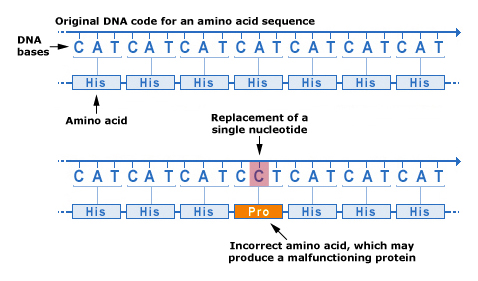 Original DNA code for an amino acid sequence
DNA
bases
C A T C A T C A T C A T C A T C A T C A T
His His His His His His His
Amino acid
Replacement of a
single nucleotide
C A T C A T C A T C C T C A T C A T C A T
His His His Pro His His His
Incorrect amino acid, which may
produce a malfunctioning protein